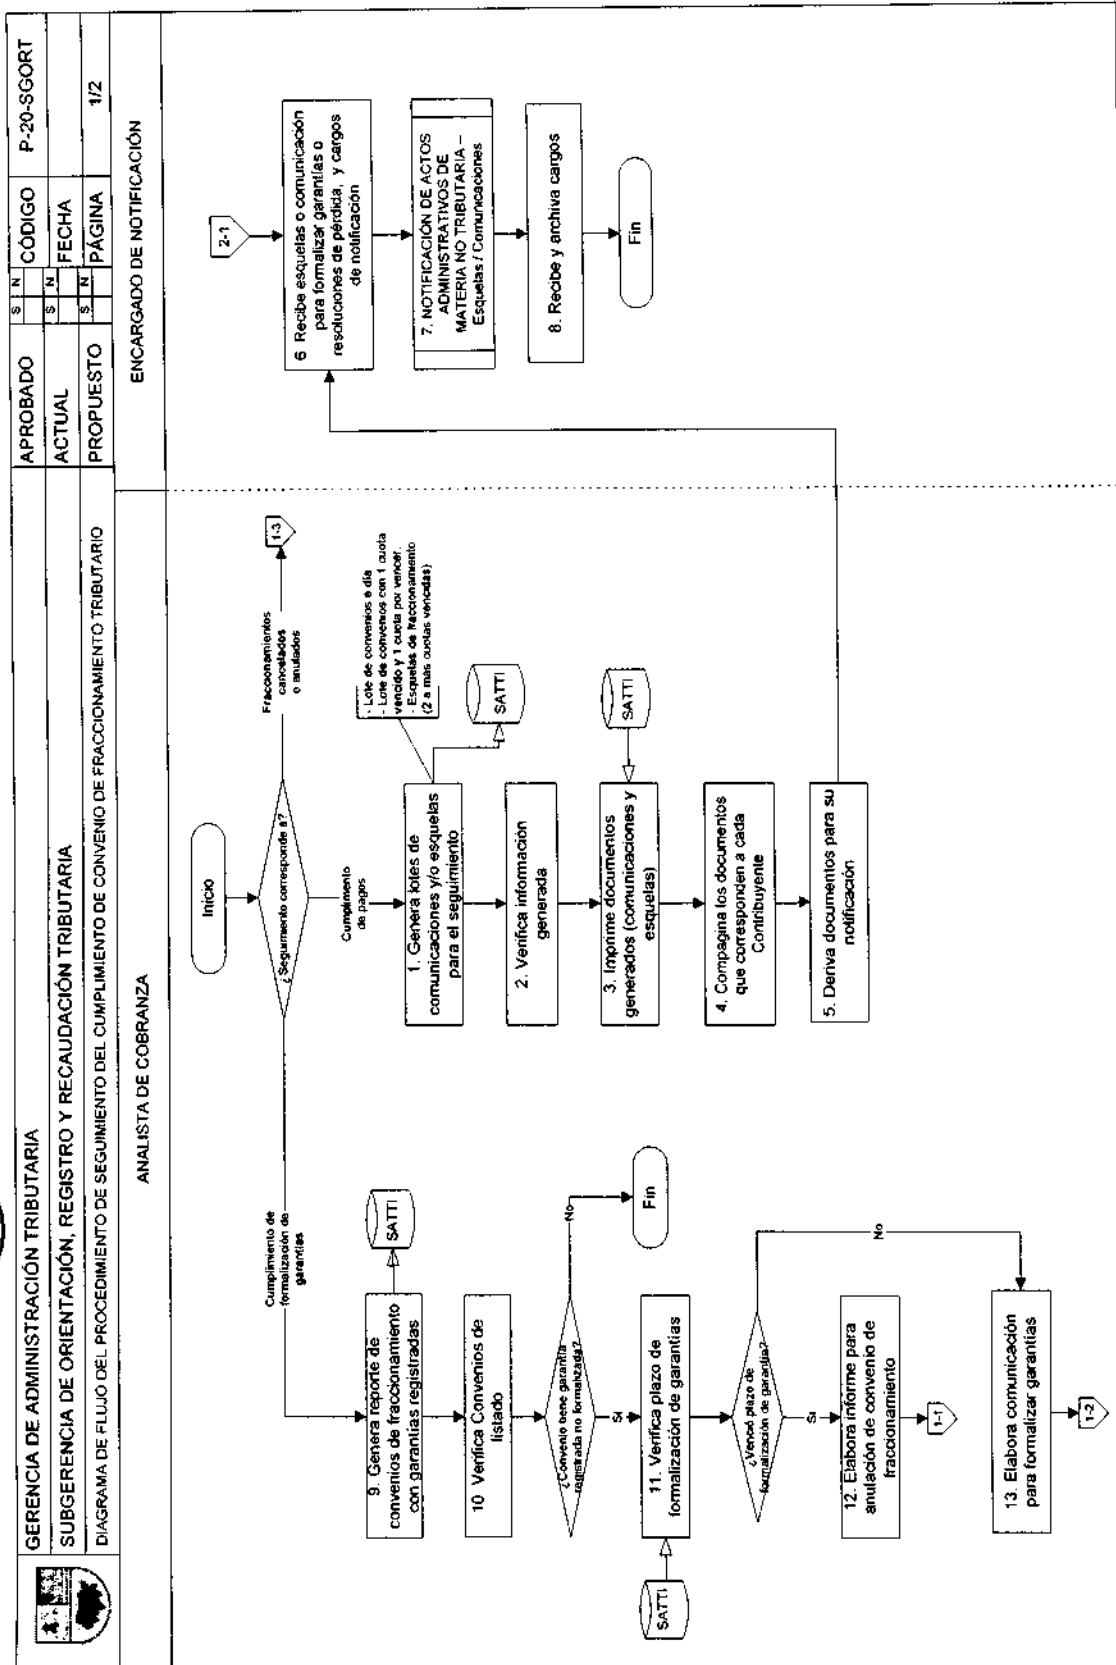 GERENCIA DE ADMINISTRACIÓN TRIBUTARIA
APROBADO
S N
CÓDIGO
P-20-SGORT
SUBGERENCIA DE ORIENTACIÓN, REGISTRO Y RECAUDACIÓN TRIBUTARIA
ACTUAL
S N
FECHA
DIAGRAMA DE FLUJO DEL PROCEDIMIENTO DE SEGUIMIENTO DEL CUMPLIMIENTO DE CONVENIO DE FRACCIONAMIENTO TRIBUTARIO
PROPUESTO
S N
PÁGINA
1/2
ANALISTA DE COBRANZA
ENCARGADO DE NOTIFICACIÓN
Inicio
¿Seguimiento corresponde a?
Fraccionamientos
cancelados
o anulados
1-3
Cumplimiento
de pagos
Cumplimiento de
formalización de
garantías
- Lote de convenios a día
- Lote de convenios con 1 cuota
vencido y 1 cuota por vencer.
- Esquelas de fraccionamiento
(2 a más cuotas vencidas)
1. Genera lotes de
comunicaciones y/o esquelas
para el seguimiento
SATTI
2. Verifica información
generada
3. Imprime documentos
generados (comunicaciones y
esquelas)
SATTI
4. Compagina los documentos
que corresponden a cada
Contribuyente
5. Deriva documentos para su
notificación
2-1
6 Recibe esquelas o comunicación
para formalizar garantías o
resoluciones de pérdida, y cargos
de notificación
7. NOTIFICACIÓN DE ACTOS
ADMINISTRATIVOS DE
MATERIA NO TRIBUTARIA –
Esquelas / Comunicaciones
8. Recibe y archiva cargos
Fin
9. Genera reporte de
convenios de fraccionamiento
con garantías registradas
SATTI
10 Verifica Convenios de
listado
¿Convenio tiene garantía
registrada no formalizada?
No
Fin
Sí
11. Verifica plazo de
formalización de garantías
SATTI
¿Venció plazo de
formalización de garantía?
No
Sí
12. Elabora informe para
anulación de convenio de
fraccionamiento
1-1
13. Elabora comunicación
para formalizar garantías
1-2